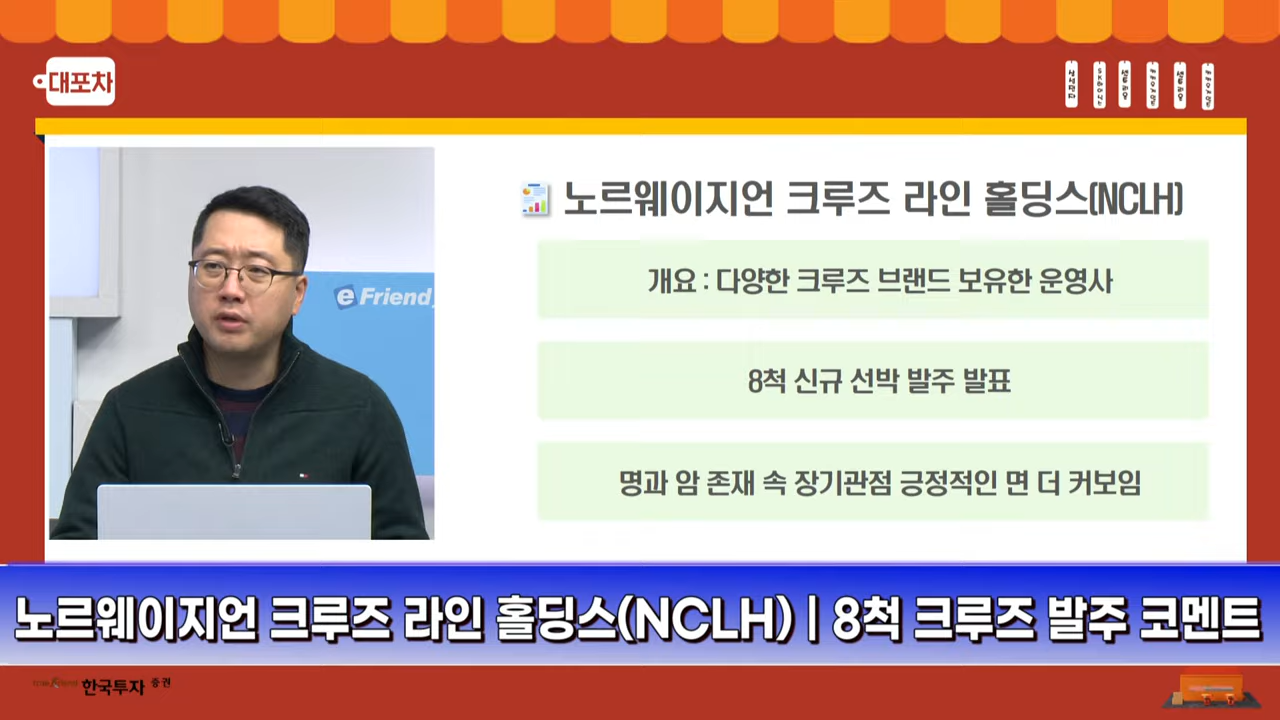 대포차
노르웨이지언 크루즈 라인 홀딩스(NCLH)
개요 : 다양한 크루즈 브랜드 보유한 운영사
e Friend
8척 신규 선박 발주 발표
명과 암 존재 속 장기관점 긍정적인 면 더 커보임
노르웨이지언 크루즈 라인 홀딩스(NCLH) | 8척 크루즈 발주 코멘트
한국투자 증권